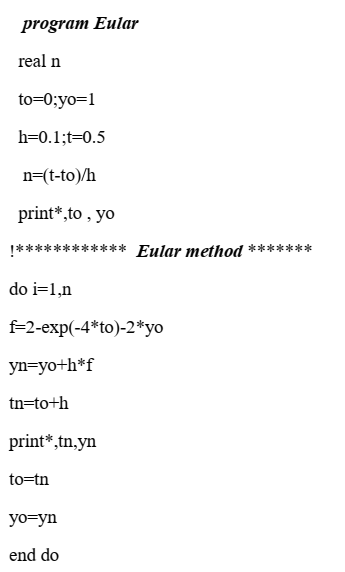 program Eular
real n
to=0;yo=1
h=0.1;t=0.5
n=(t-to)/h
print*,to , yo
!************ Eular method *******
do i=1,n
f=2-exp(-4*to)-2*yo
yn=yo+h*f
tn=to+h
print*,tn,yn
to=tn
yo=yn
end do